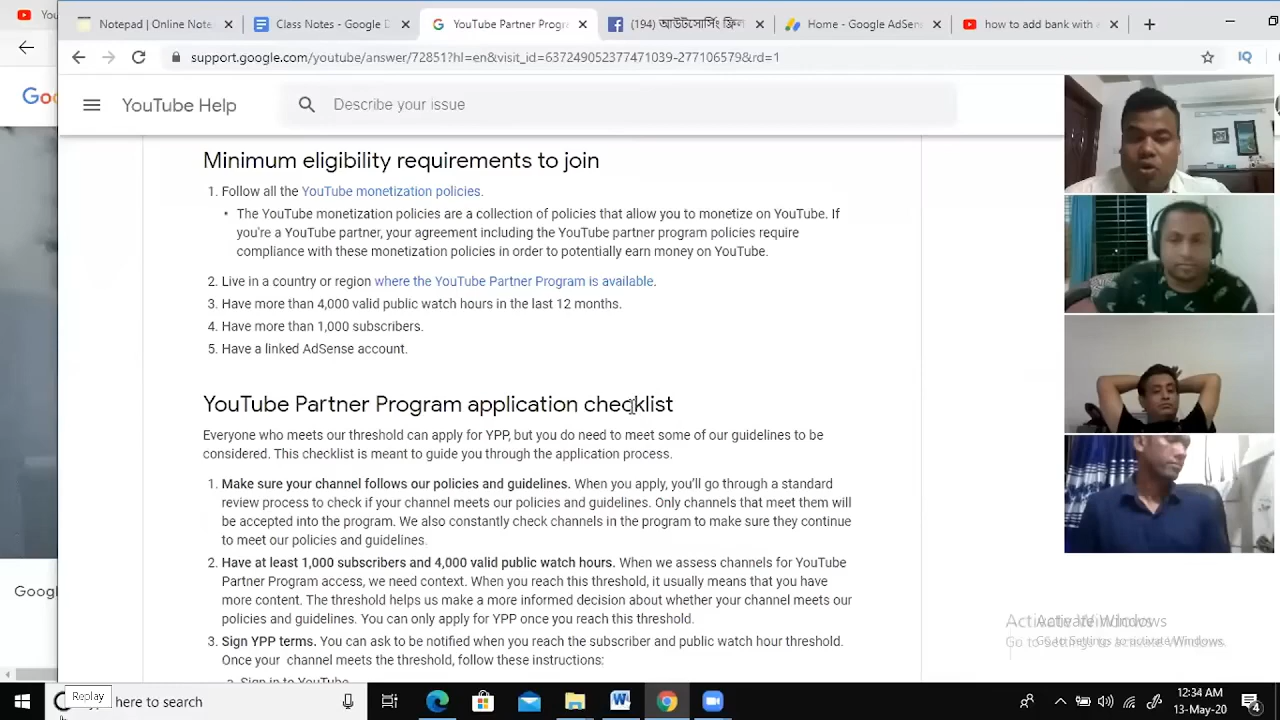 Notepad | Online Note
Class Notes - Google D
YouTube Partner Progra
(194) আউটসোর্সিং ফ্রিল
Home - Google AdSen
how to add bank with a
support.google.com/youtube/answer/72851?hl=en&visit_id=637249052377471039-277106579&rd=1
YouTube Help
Describe your issue
Minimum eligibility requirements to join
1. Follow all the YouTube monetization policies.
• The YouTube monetization policies are a collection of policies that allow you to monetize on YouTube. If
you're a YouTube partner, your agreement including the YouTube partner program policies require
compliance with these monetization policies in order to potentially earn money on YouTube.
2. Live in a country or region where the YouTube Partner Program is available.
3. Have more than 4,000 valid public watch hours in the last 12 months.
4. Have more than 1,000 subscribers.
5. Have a linked AdSense account.
YouTube Partner Program application checklist
Everyone who meets our threshold can apply for YPP, but you do need to meet some of our guidelines to be
considered. This checklist is meant to guide you through the application process.
1. Make sure your channel follows our policies and guidelines. When you apply, you'll go through a standard
review process to check if your channel meets our policies and guidelines. Only channels that meet them will
be accepted into the program. We also constantly check channels in the program to make sure they continue
to meet our policies and guidelines.
2. Have at least 1,000 subscribers and 4,000 valid public watch hours. When we assess channels for YouTube
Partner Program access, we need context. When you reach this threshold, it usually means that you have
more content. The threshold helps us make a more informed decision about whether your channel meets our
policies and guidelines. You can only apply for YPP once you reach this threshold.
3. Sign YPP terms. You can ask to be notified when you reach the subscriber and public watch hour threshold.
Once your channel meets the threshold, follow these instructions:
a. Sign in to YouTube
Yo
Goo
Googl
Activate Windows
Go to Settings to activate Windows.
Replay
here to search
12:34 AM
13-May-20
4